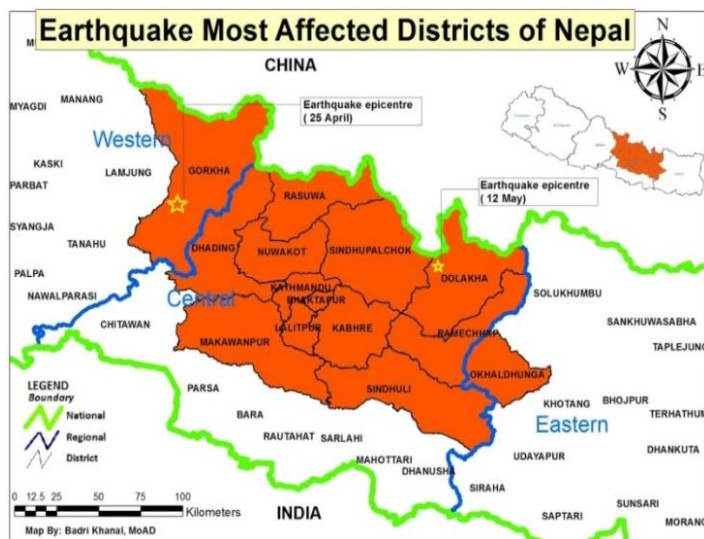 Earthquake Most Affected Districts of Nepal
N
W
E
S
CHINA
Earthquake epicentre
( 25 April)
MYAGDI
MANANG
Western
KASKI
LAMJUNG
GORKHA
PARBAT
RASUWA
Earthquake epicentre
( 12 May)
SYANGJA
TANAHU
DHADING
NUWAKOT
SINDHUPALCHOK
DOLAKHA
PALPA
NAWALPARASI
Central
KATHMANDU
BHAKTAPUR
SOLUKHUMBU
CHITAWAN
LALITPUR
KABHRE
RAMECHHAP
SANKHUWASABHA
MAKAWANPUR
TAPLEJUNG
OKHALDHUNGA
LEGEND
Boundary
National
Regional
District
PARSA
SINDHULI
BARA
KHOTANG
BHOJPUR
TERHATHUM
Eastern
RAUTAHAT
SARLAHI
MAHOTTARI
DHANUSHA
UDAYAPUR
DHANKUTA
SIRAHA
SAPTARI
SUNSARI
MORANG
0 12.5 25 50 75 100
Kilometers
INDIA
Map By: Badri Khanal, MoAD